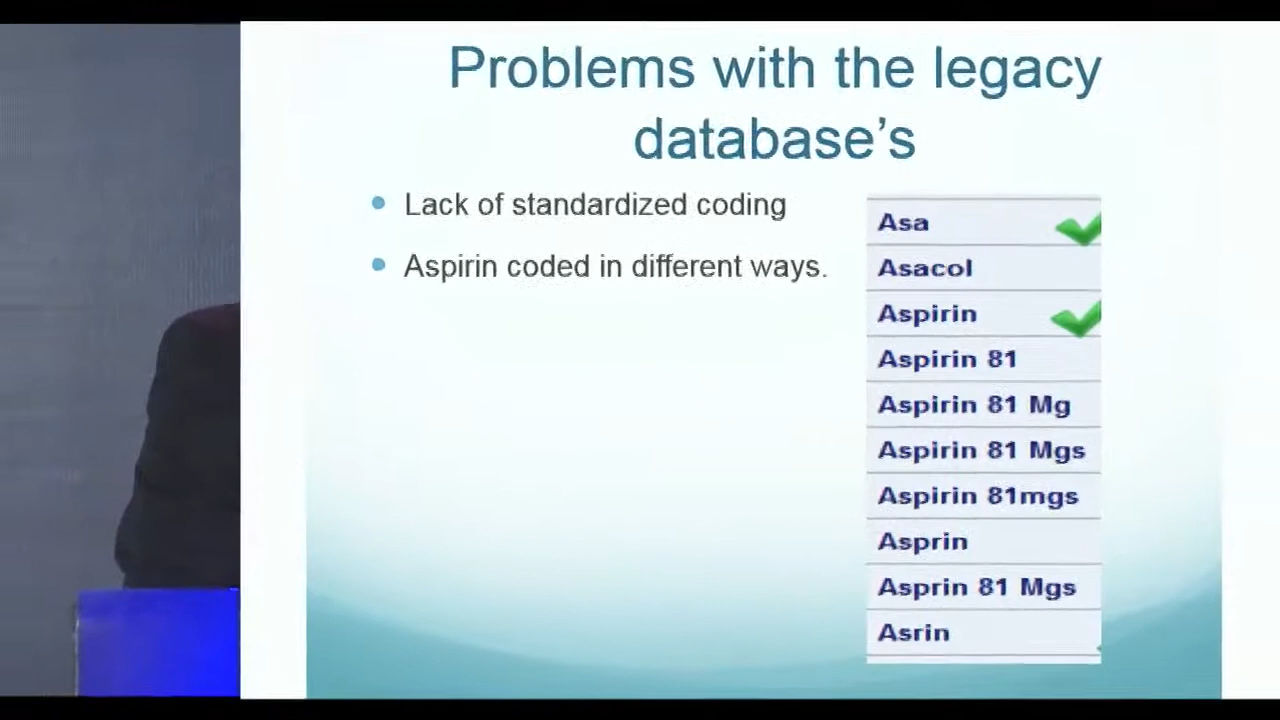 Problems with the legacy
database's
Lack of standardized coding
Aspirin coded in different ways.
Asa
Asacol
Aspirin
Aspirin 81
Aspirin 81 Mg
Aspirin 81 Mgs
Aspirin 81mgs
Asprin
Asprin 81 Mgs
Asrin